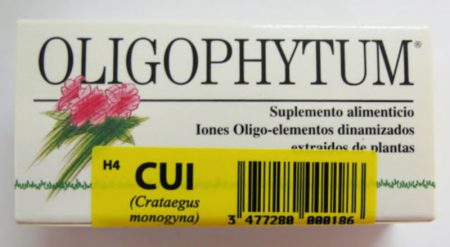 OLIGOPHYTUM®
Suplemento alimenticio
Iones Oligo-elementos dinamizados
extraidos de plantas
H4
CUI
(Crataegus
monogyna)
3 477280 000186